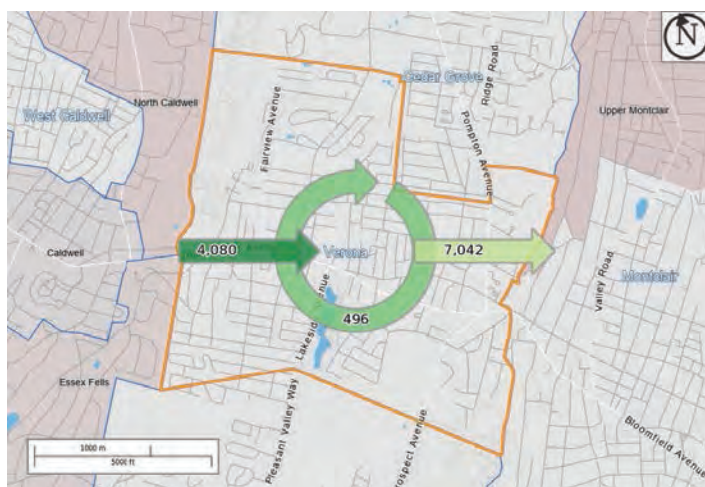 N
Cedar Grove
Ridge Road
North Caldwell
Upper Montclair
West Caldwell
Fairview Avenue
Pompton Avenue
4,080
Verona
7,042
Caldwell
Montclair
Valley Road
496
Lakeside Avenue
Essex Fells
Pleasant Valley Way
Prospect Avenue
Bloomfield Avenue
1000 m
5000 ft